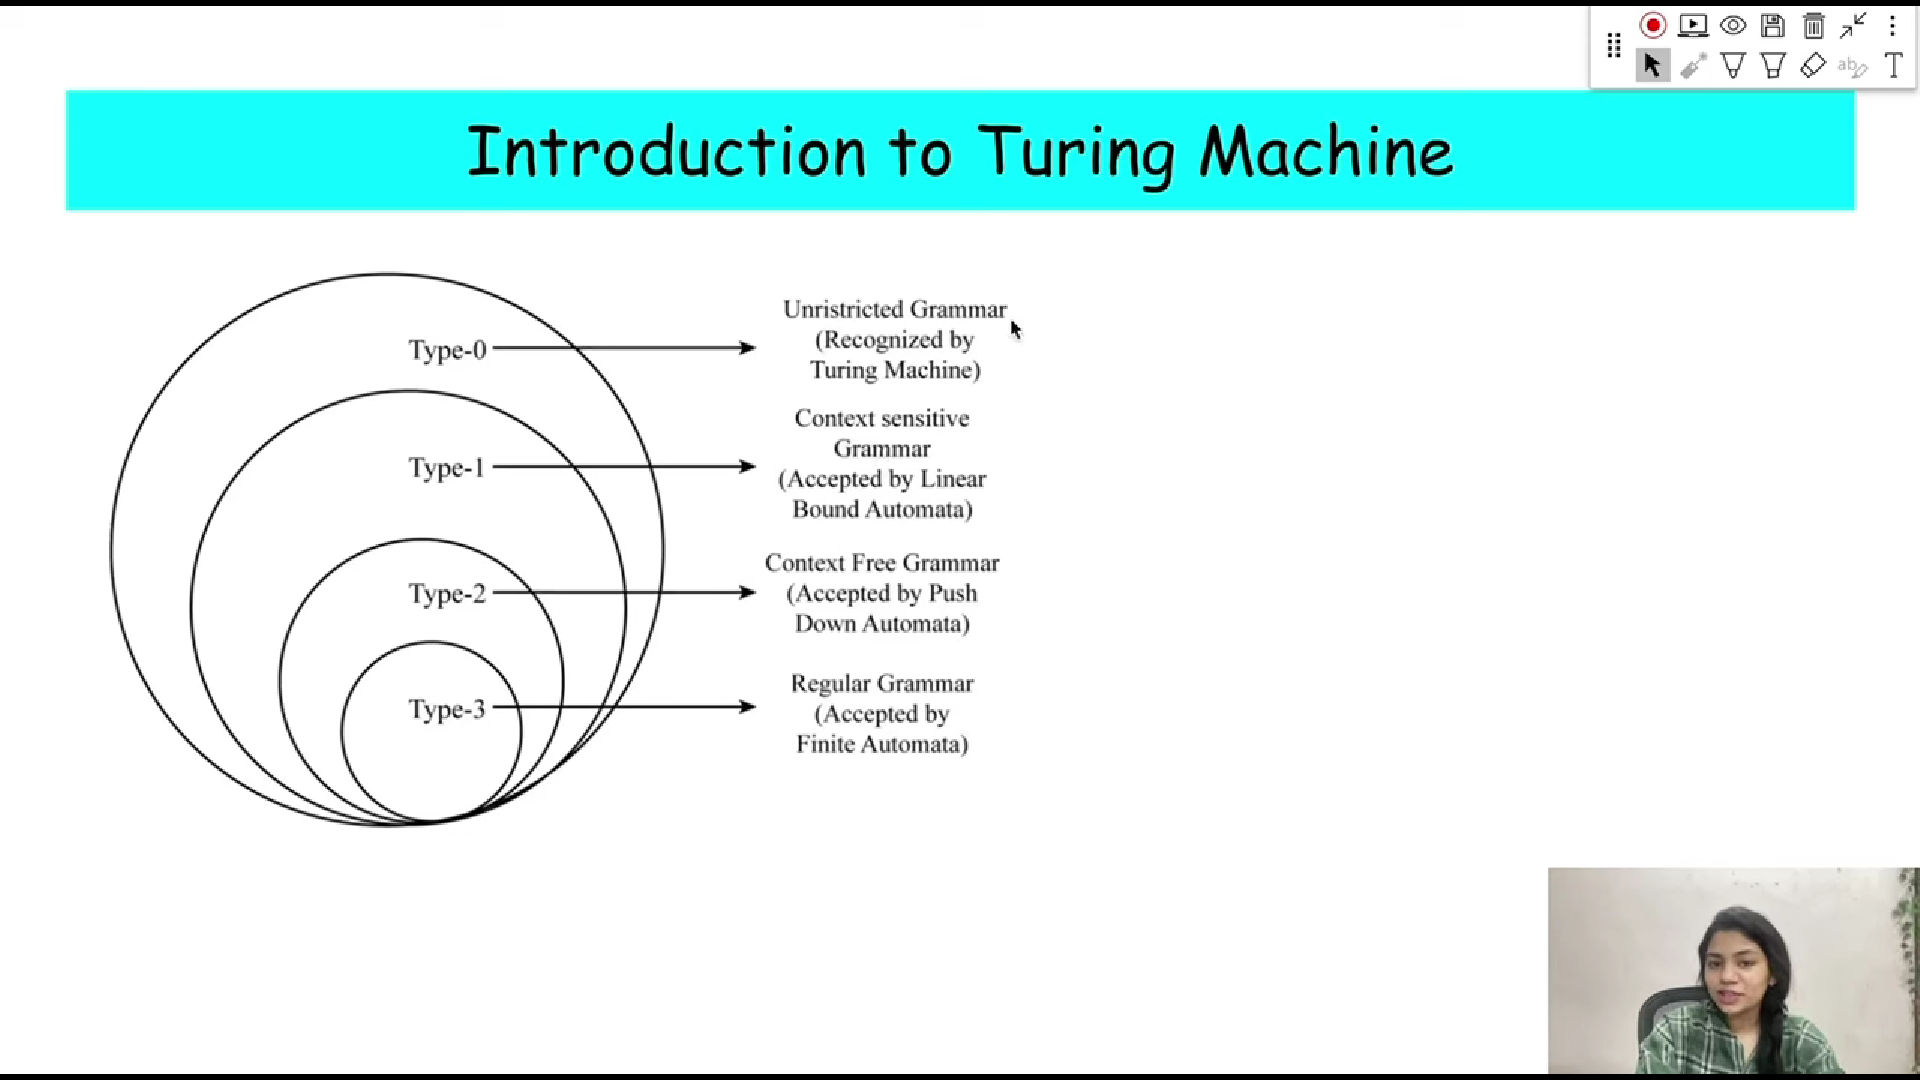 ab
T
Introduction to Turing Machine
Type-0
Unristricted Grammar
(Recognized by
Turing Machine)
Type-1
Context sensitive
Grammar
(Accepted by Linear
Bound Automata)
Type-2
Context Free Grammar
(Accepted by Push
Down Automata)
Type-3
Regular Grammar
(Accepted by
Finite Automata)